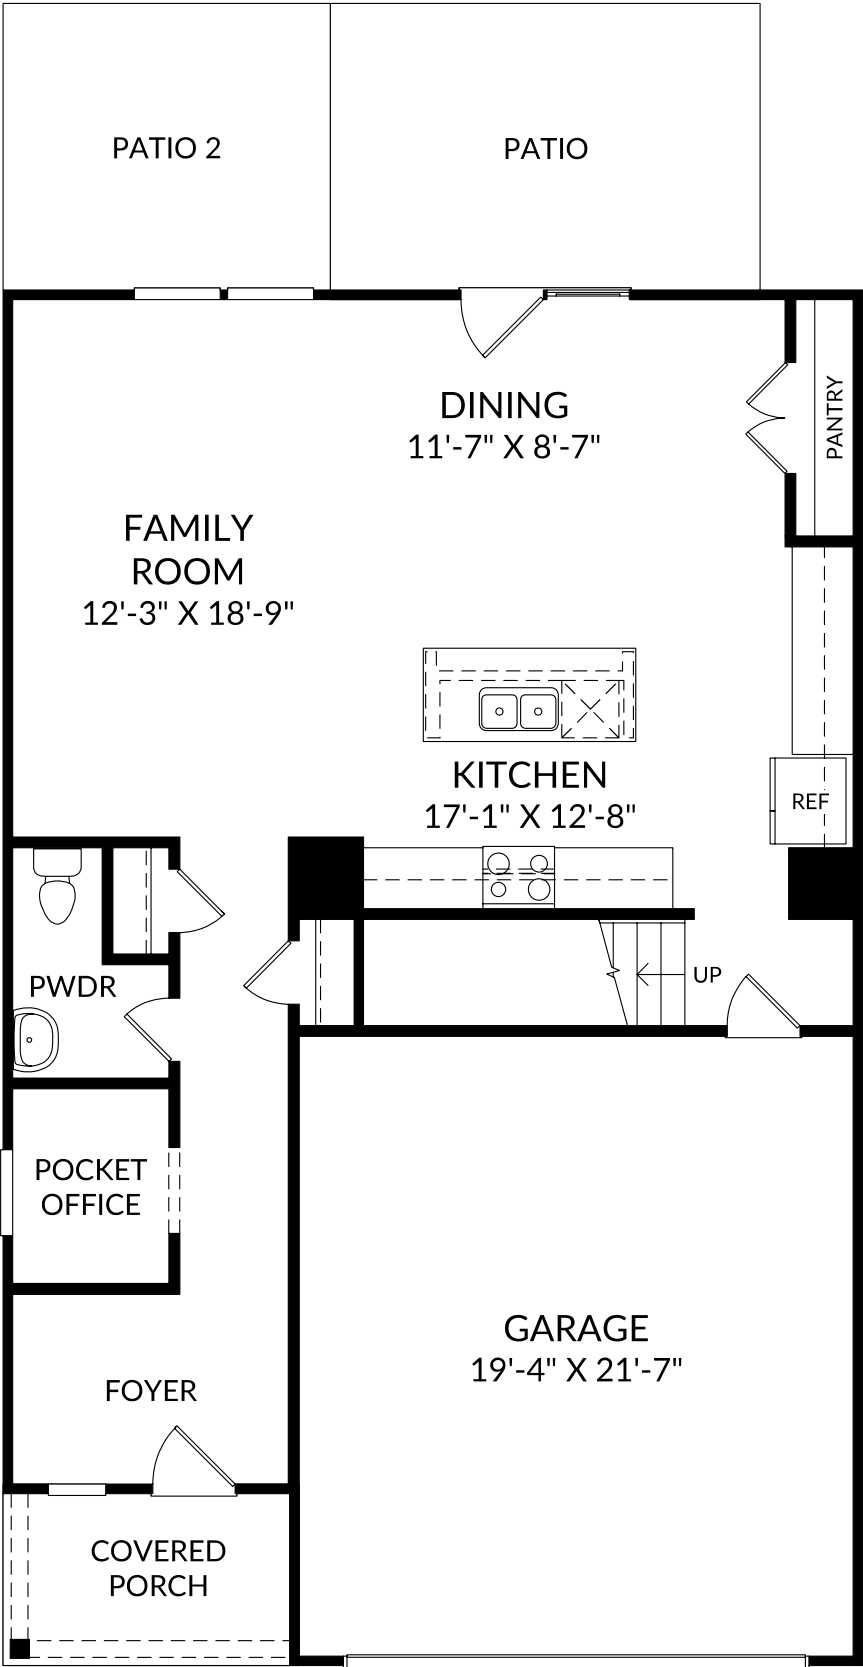 PATIO 2
PATIO
DINING
11'-7" X 8'-7"
PANTRY
FAMILY
ROOM
12'-3" X 18'-9"
KITCHEN
17'-1" X 12'-8"
REF
PWDR
UP
POCKET
OFFICE
GARAGE
19'-4" X 21'-7"
FOYER
COVERED
PORCH